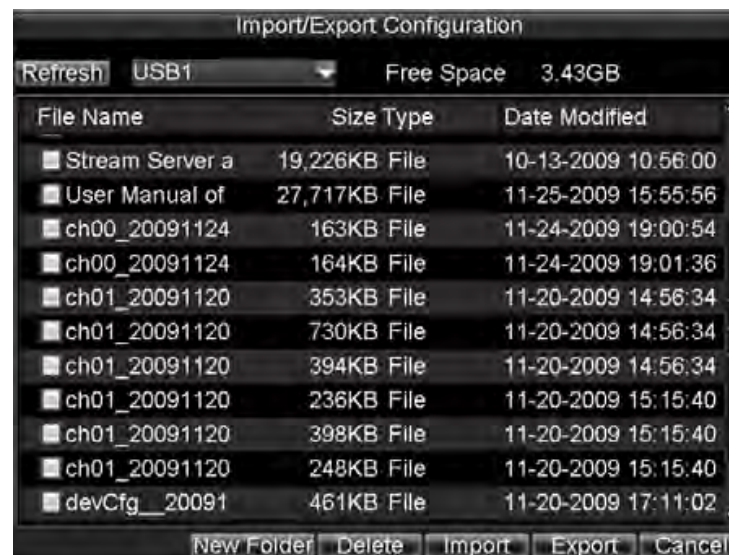 Import/Export Configuration
Refresh USB1 Free Space 3.43GB
File Name Size Type Date Modified
Stream Server a 19,226KB File 10-13-2009 10:56:00
User Manual of 27,717KB File 11-25-2009 15:55:56
ch00_20091124 163KB File 11-24-2009 19:00:54
ch00_20091124 164KB File 11-24-2009 19:01:36
ch01_20091120 353KB File 11-20-2009 14:56:34
ch01_20091120 730KB File 11-20-2009 14:56:34
ch01_20091120 394KB File 11-20-2009 14:56:34
ch01_20091120 236KB File 11-20-2009 15:15:40
ch01_20091120 398KB File 11-20-2009 15:15:40
ch01_20091120 248KB File 11-20-2009 15:15:40
devCfg__20091 461KB File 11-20-2009 17:11:02
New Folder Delete Import Export Cancel